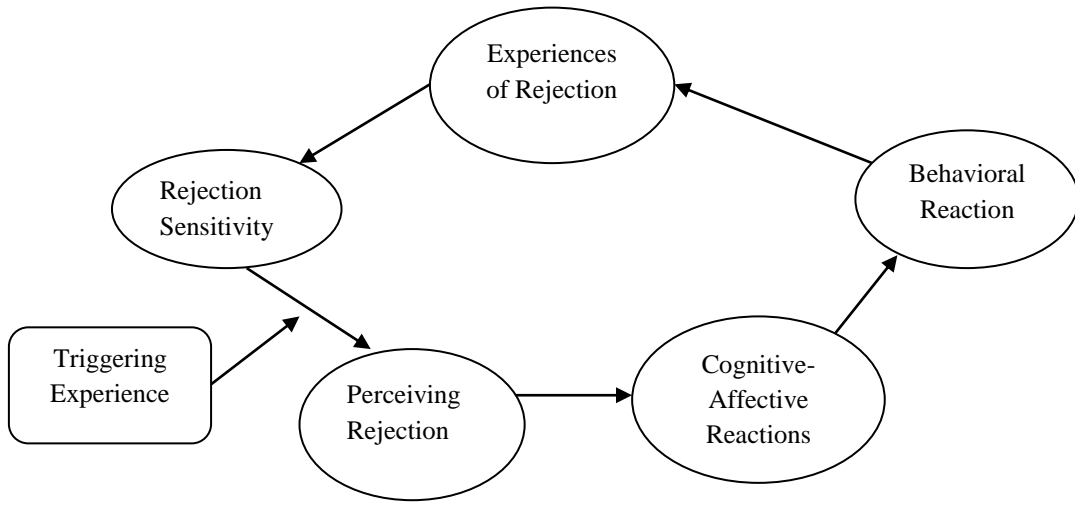 Experiences
of Rejection
Rejection
Sensitivity
Behavioral
Reaction
Triggering
Experience
Perceiving
Rejection
Cognitive-
Affective
Reactions